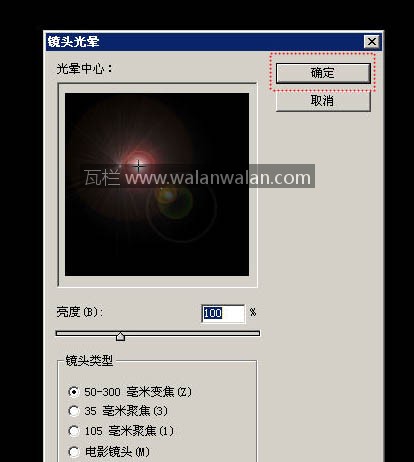 镜头光晕
光晕中心：
确定
取消
瓦栏 www.walanwalan.com
亮度(B): 100 %
镜头类型
50-300 毫米变焦(Z)
35 毫米聚焦(3)
105 毫米聚焦(1)
电影镜头(M)